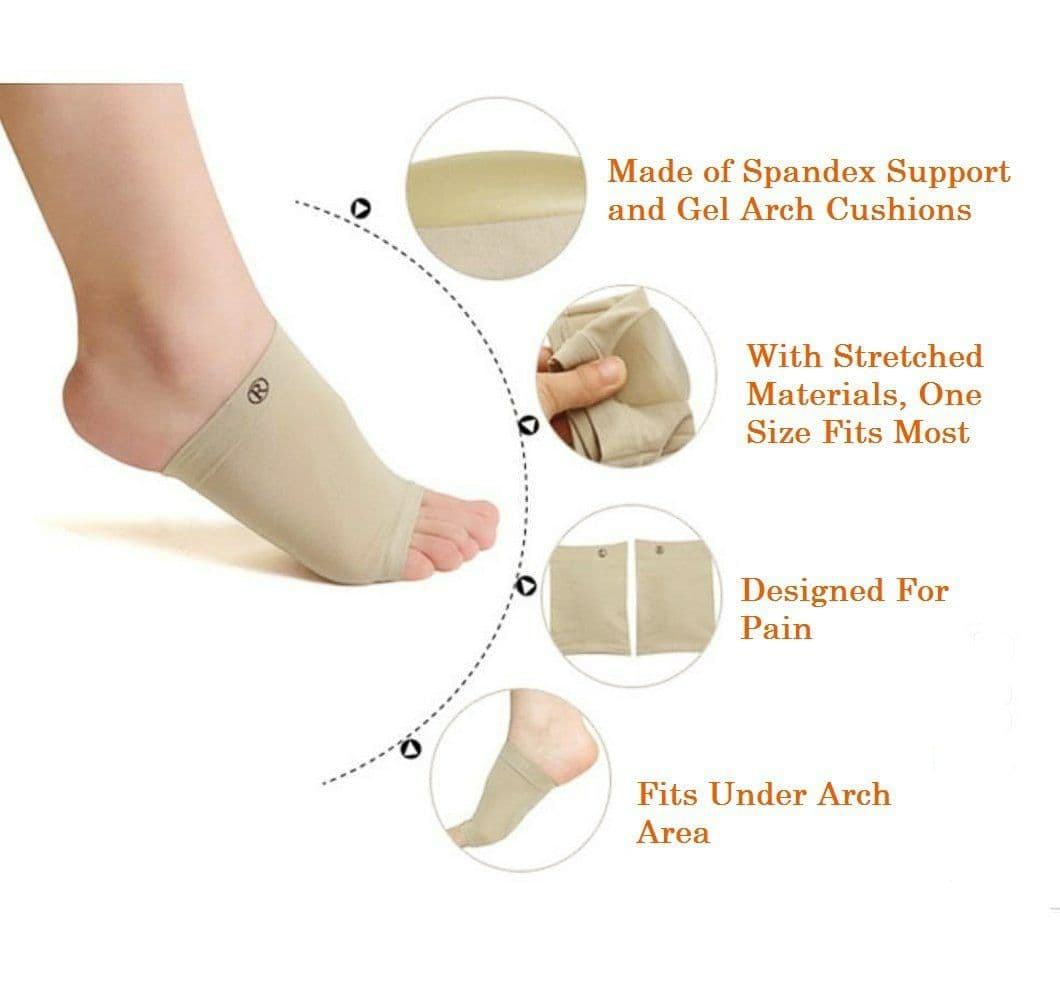 Made of Spandex Support
and Gel Arch Cushions
R
With Stretched
Materials, One
Size Fits Most
Designed For
Pain
Fits Under Arch
Area